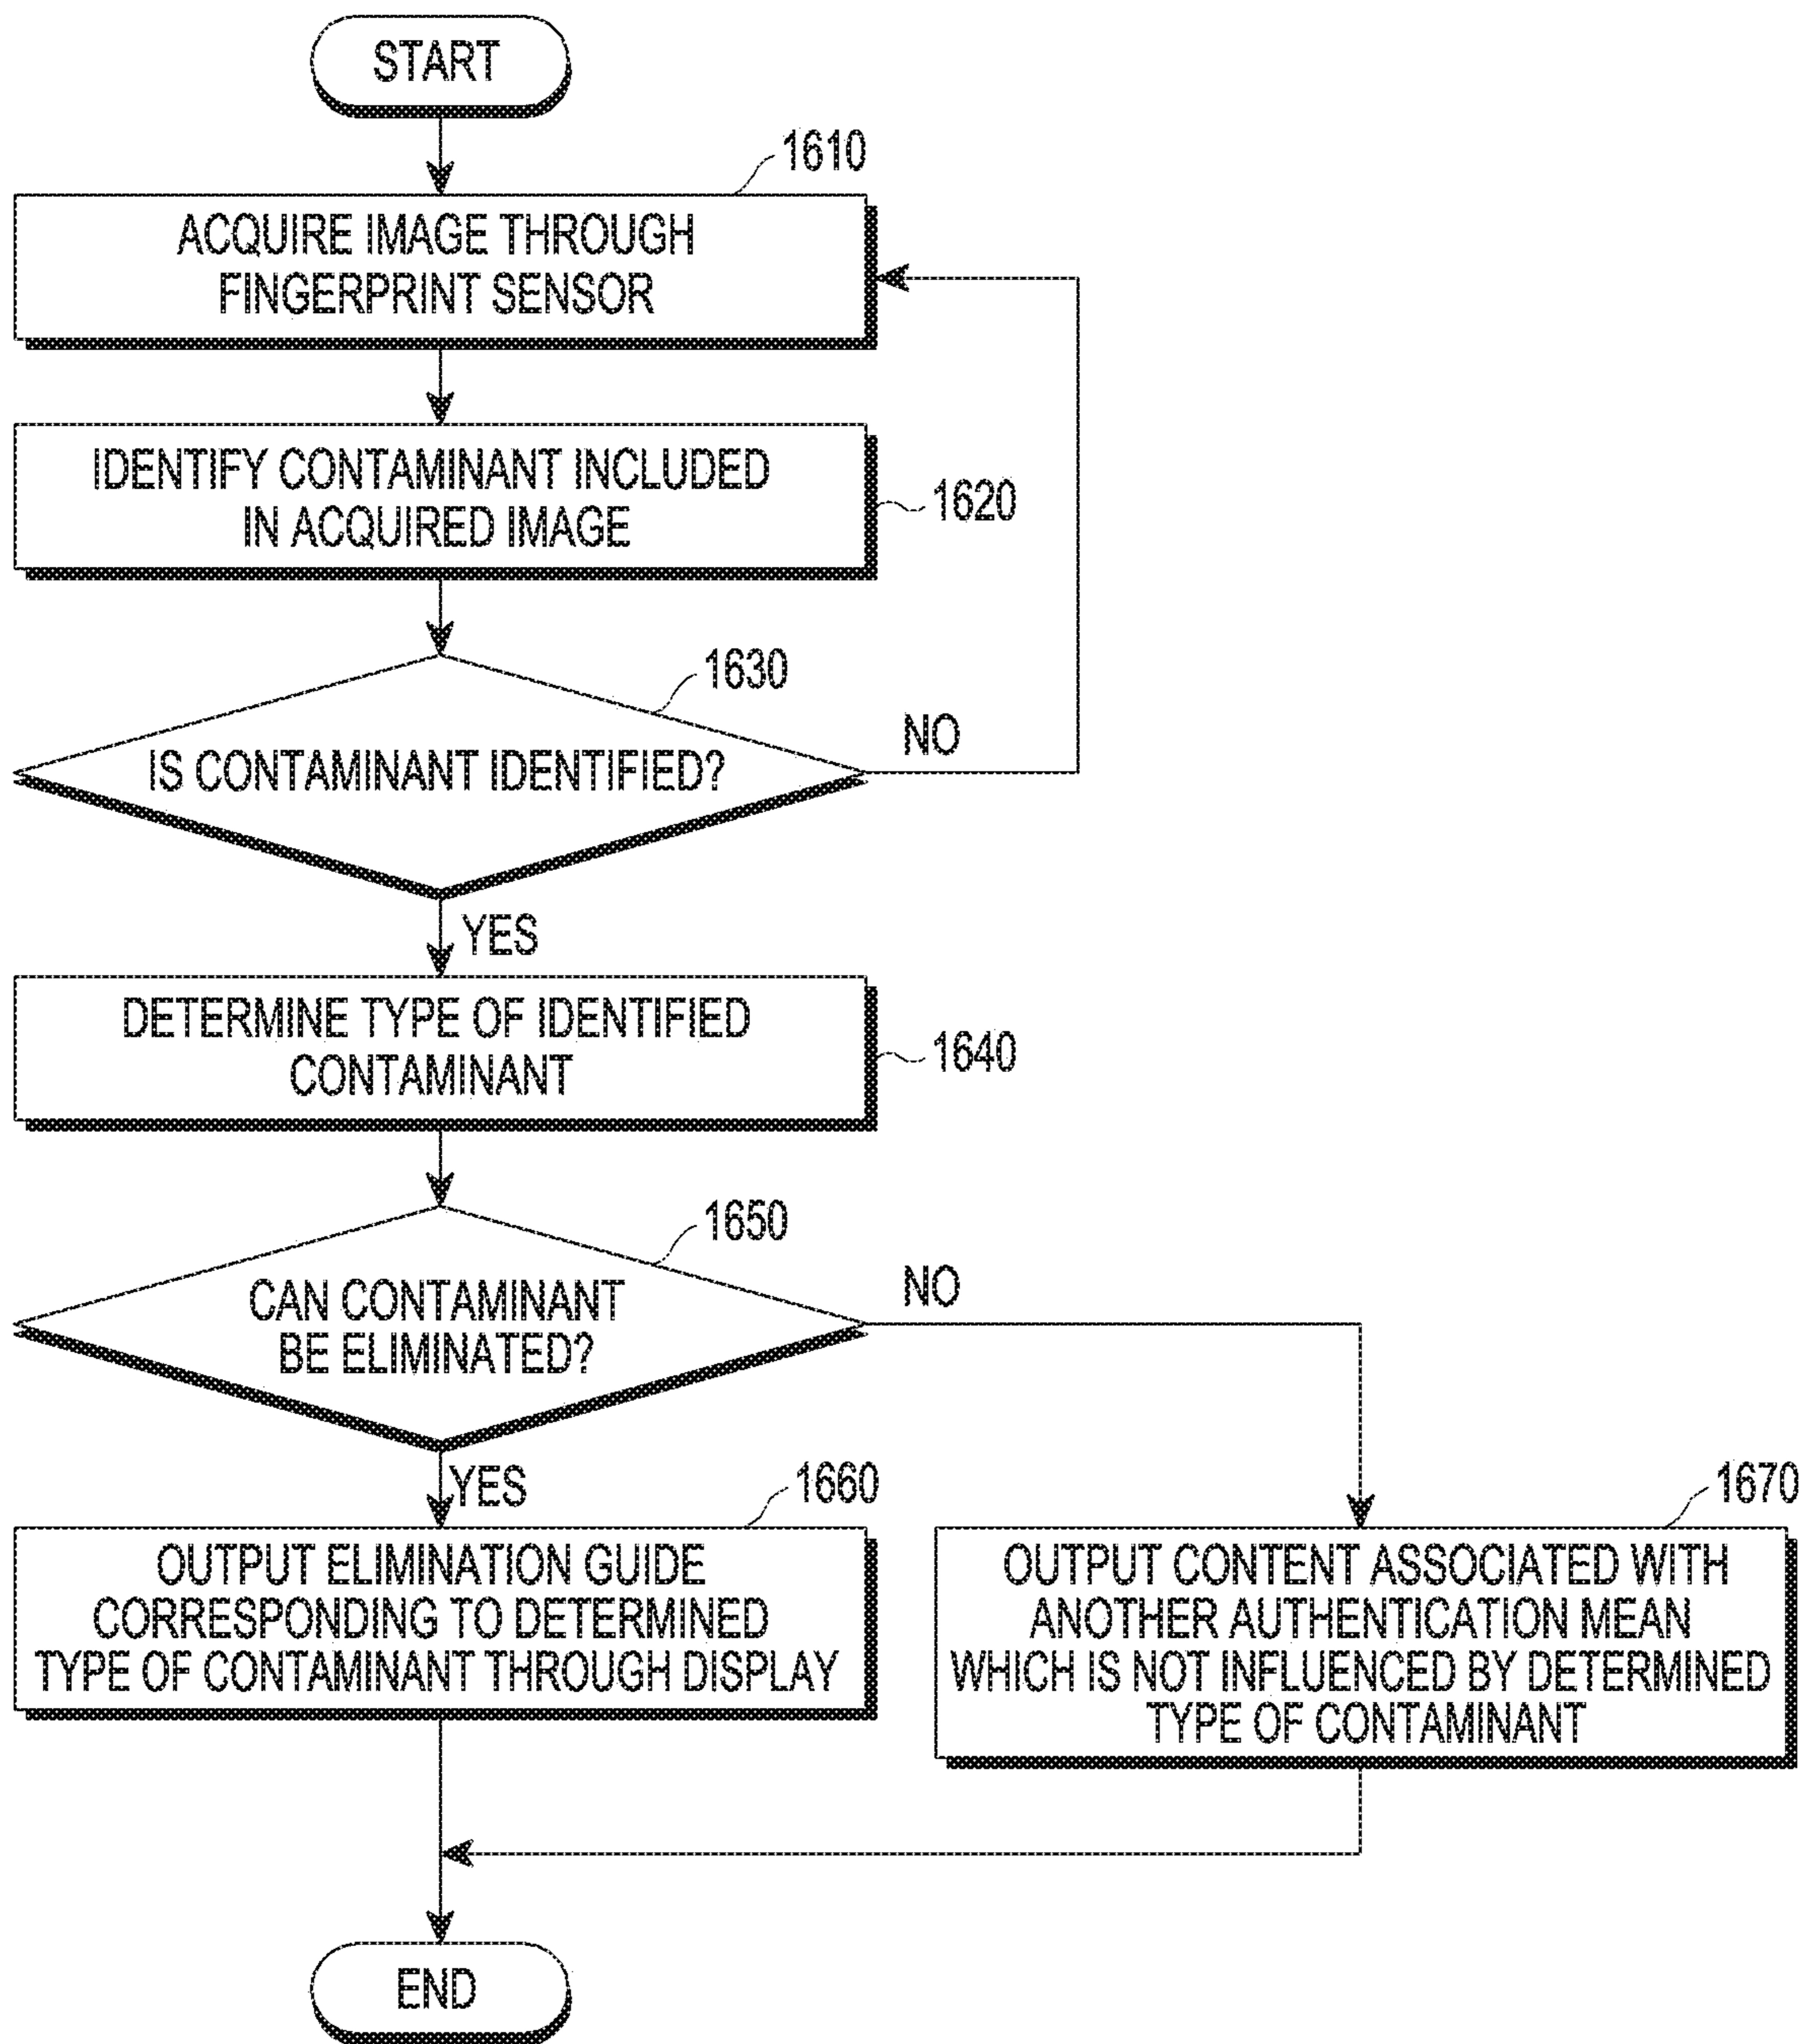 START
1610
ACQUIRE IMAGE THROUGH
FINGERPRINT SENSOR
IDENTIFY CONTAMINANT INCLUDED
IN ACQUIRED IMAGE
1620
1630
NO
IS CONTAMINANT IDENTIFIED?
YES
DETERMINE TYPE OF IDENTIFIED
CONTAMINANT
1640
1650
NO
CAN CONTAMINANT
BE ELIMINATED?
YES
1660
1670
OUTPUT ELIMINATION GUIDE
CORRESPONDING TO DETERMINED
TYPE OF CONTAMINANT THROUGH DISPLAY
OUTPUT CONTENT ASSOCIATED WITH
ANOTHER AUTHENTICATION MEAN
WHICH IS NOT INFLUENCED BY DETERMINED
TYPE OF CONTAMINANT
END